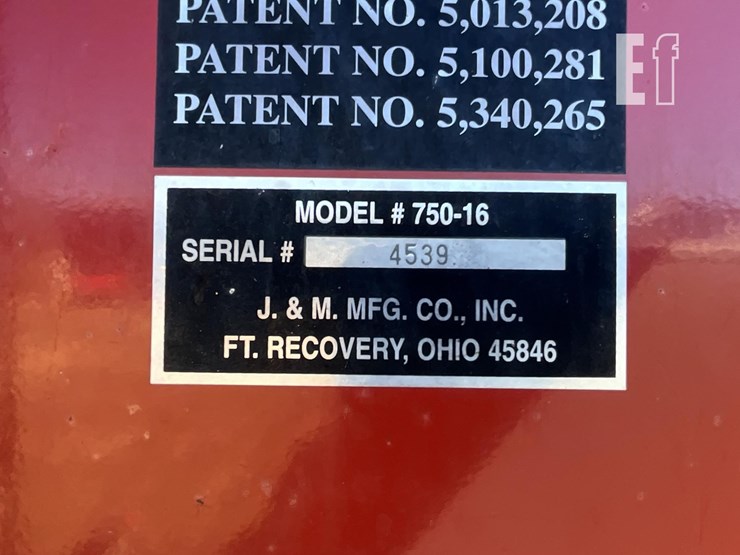 PATENT NO. 5,013,208
PATENT NO. 5,100,281
PATENT NO. 5,340,265
Ef
MODEL # 750-16
SERIAL # 4539
J. & M. MFG. CO., INC.
FT. RECOVERY, OHIO 45846